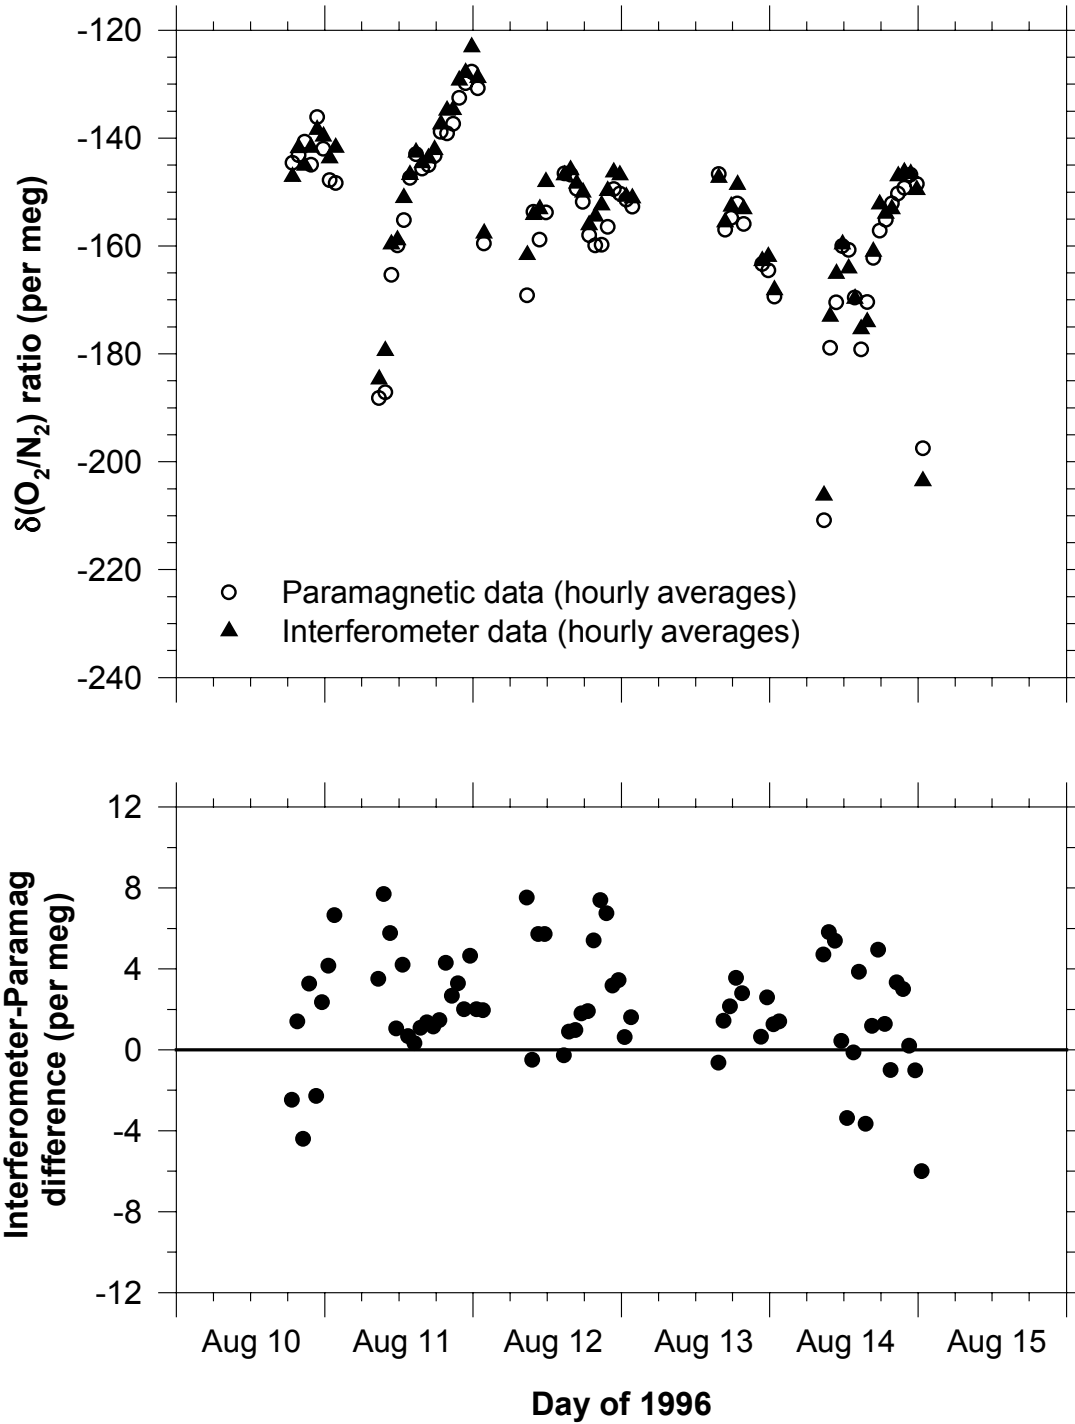 -120
-140
-160
-180
-200
-220
-240
δ(O₂/N₂) ratio (per meg)
Paramagnetic data (hourly averages)
Interferometer data (hourly averages)
12
8
4
0
-4
-8
-12
Interferometer-Paramag
difference (per meg)
Aug 10 Aug 11 Aug 12 Aug 13 Aug 14 Aug 15
Day of 1996